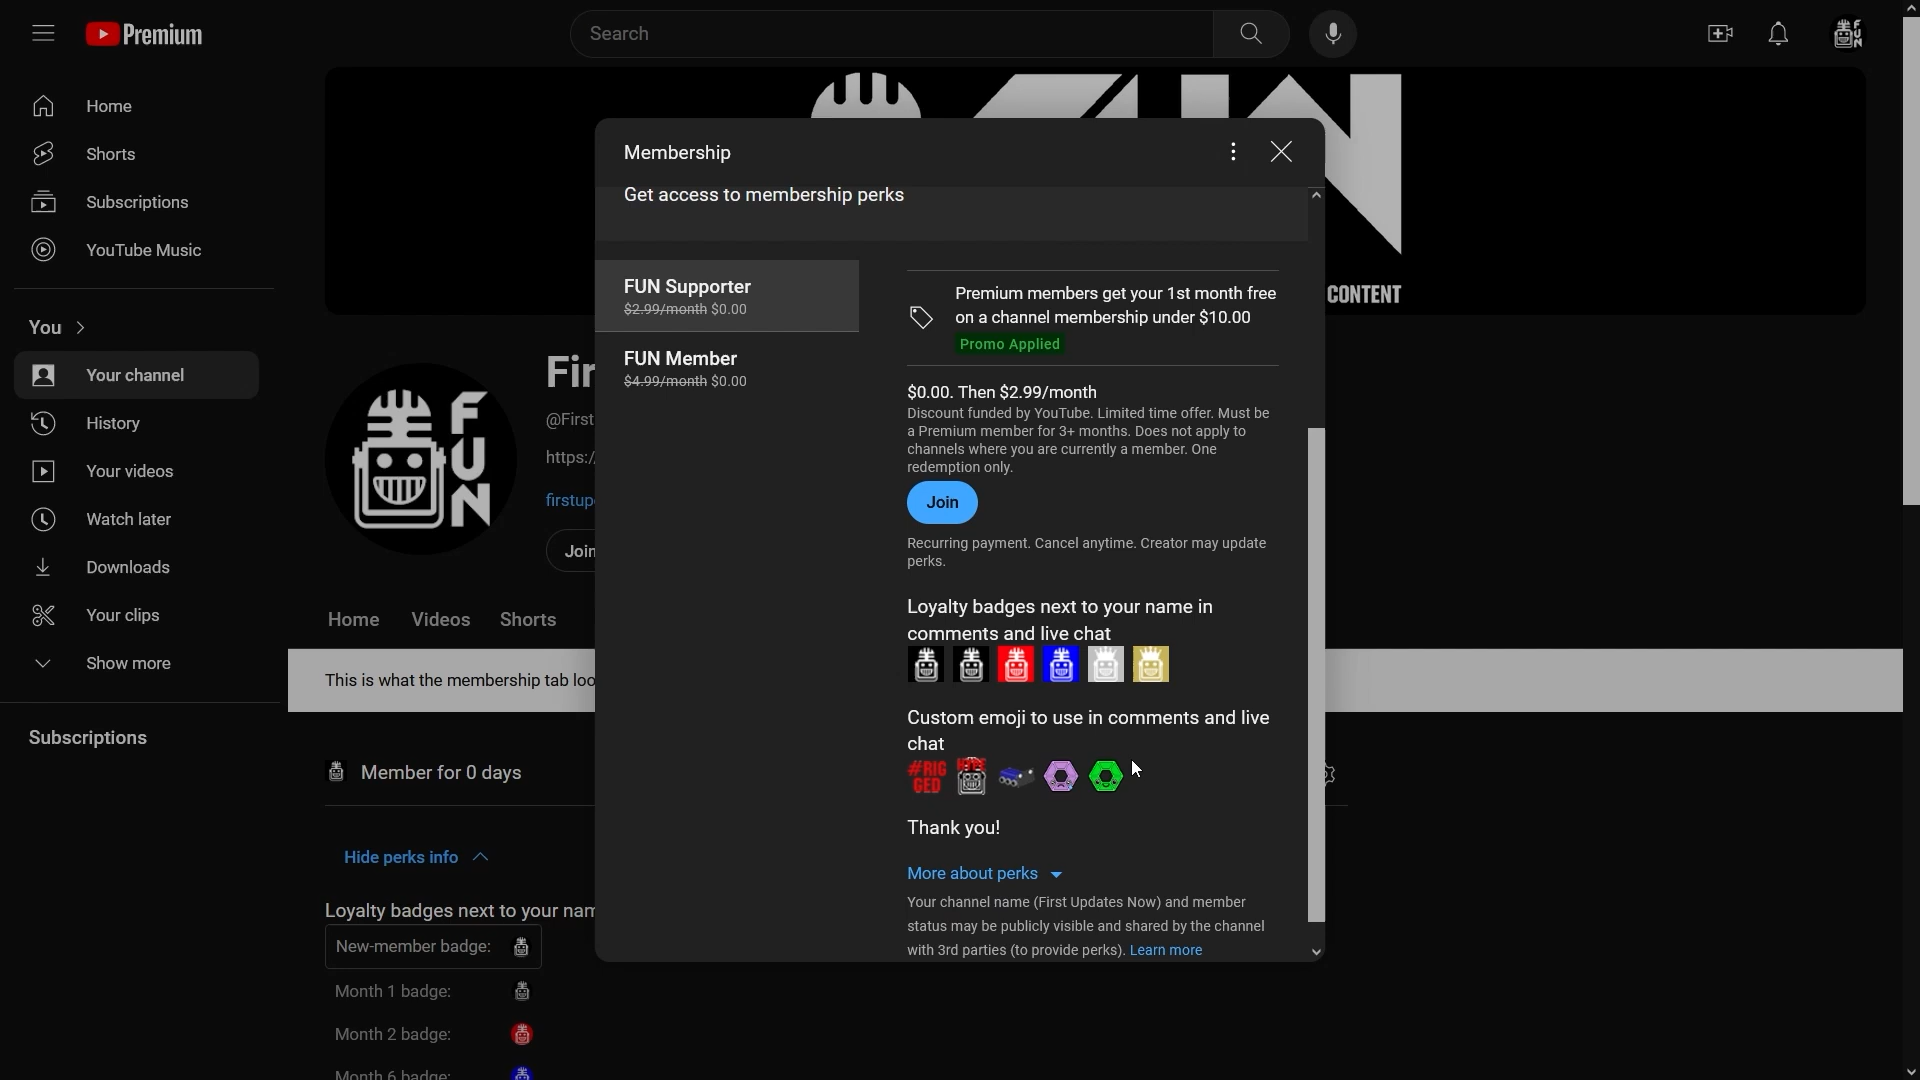 Premium
Search
FUN
Home
Shorts
Subscriptions
YouTube Music
You
Your channel
History
Your videos
Watch later
Downloads
Your clips
Show more
Subscriptions
CONTENT
FUN
@First
https:/
firstup
Join
Home Videos Shorts
This is what the membership tab loo
Member for 0 days
Hide perks info
Loyalty badges next to your nam
New-member badge:
Month 1 badge:
Month 2 badge:
Month 6 badge:
Membership
Get access to membership perks
FUN Supporter
$2.99/month $0.00
FUN Member
$4.99/month $0.00
Premium members get your 1st month free
on a channel membership under $10.00
Promo Applied
$0.00. Then $2.99/month
Discount funded by YouTube. Limited time offer. Must be
a Premium member for 3+ months. Does not apply to
channels where you are currently a member. One
redemption only.
Join
Recurring payment. Cancel anytime. Creator may update
perks.
Loyalty badges next to your name in
comments and live chat
Custom emoji to use in comments and live
chat
#RIG
GED
HYPE
Thank you!
More about perks
Your channel name (First Updates Now) and member
status may be publicly visible and shared by the channel
with 3rd parties (to provide perks). Learn more